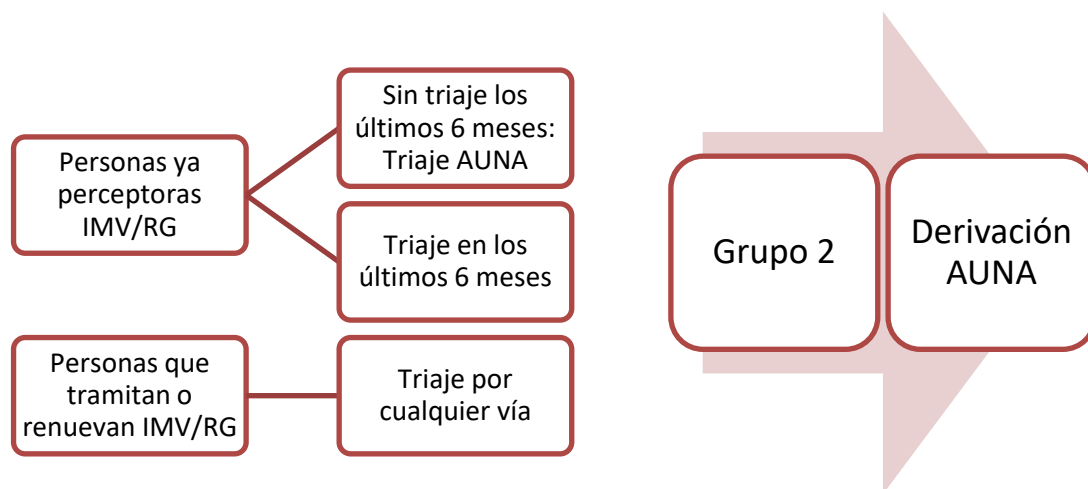 Personas ya
perceptoras
IMV/RG
Sin triaje los
últimos 6 meses:
Triaje AUNA
Triaje en los
últimos 6 meses
Personas que
tramitan o
renuevan IMV/RG
Triaje por
cualquier vía
Grupo 2
Derivación
AUNA